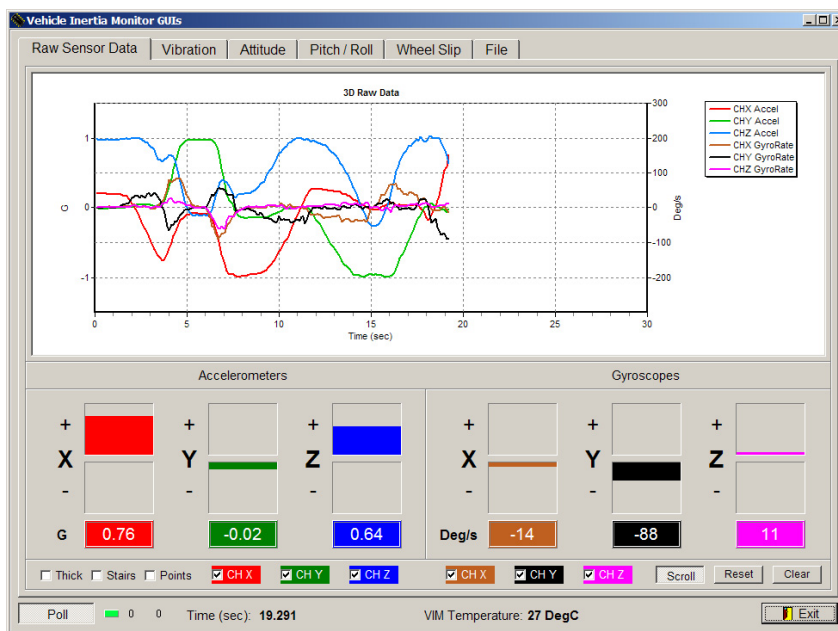 Vehicle Inertia Monitor GUIs
Raw Sensor Data Vibration Attitude Pitch / Roll Wheel Slip File
3D Raw Data
300
1 200
100
G 0 0 Deg/s
-100
-1 -200
0 5 10 15 20 25 30
Time (sec)
CHX Accel
CHY Accel
CHZ Accel
CHX GyroRate
CHY GyroRate
CHZ GyroRate
Accelerometers Gyroscopes
+ + + + + +
X Y Z X Y Z
- - - - - -
G 0.76 -0.02 0.64 Deg/s -14 -88 11
Thick Stairs Points CH X CH Y CH Z CH X CH Y CH Z Scroll Reset Clear
Poll 0 0 Time (sec): 19.291 VIM Temperature: 27 DegC Exit